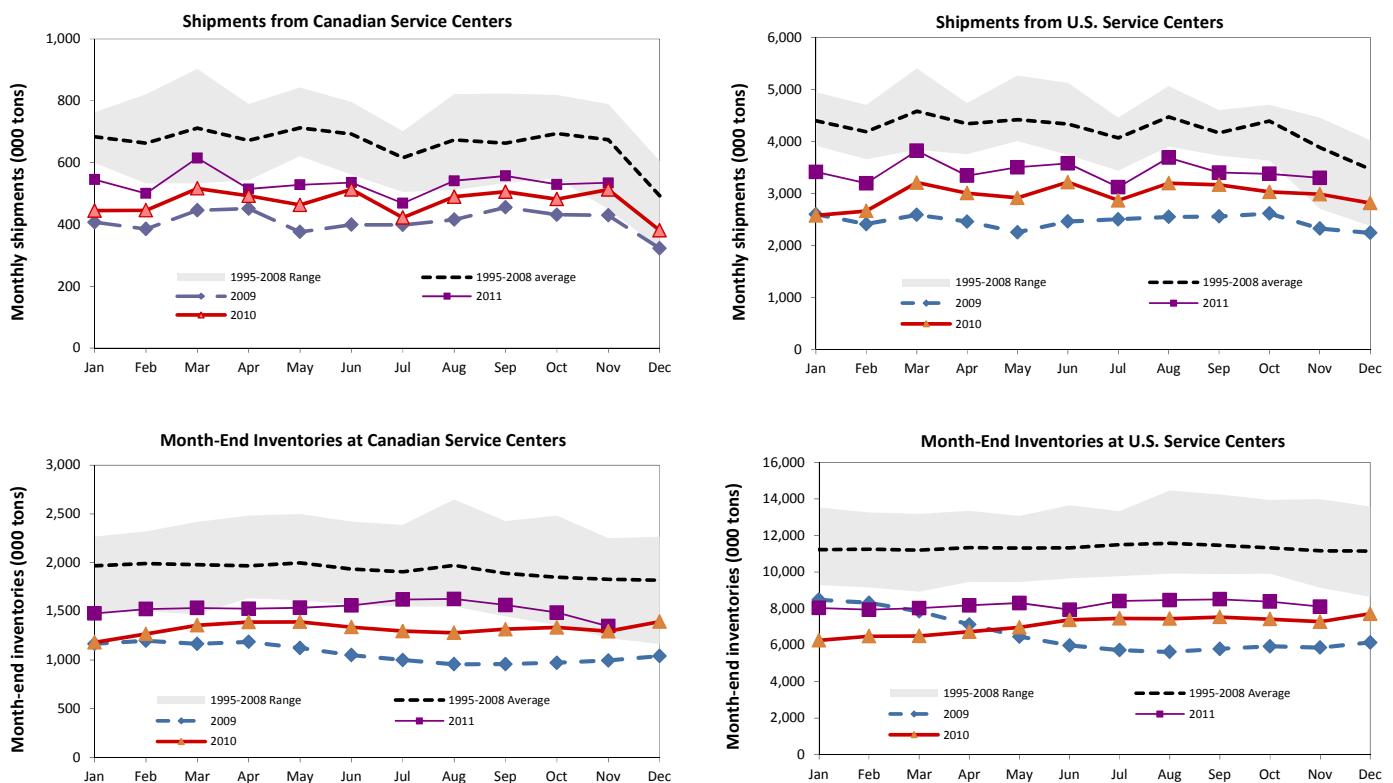 Shipments from Canadian Service Centers
Monthly shipments (000 tons)
1,000
800
600
400
200
0
1995-2008 Range
1995-2008 average
2009
2011
2010
Jan Feb Mar Apr May Jun Jul Aug Sep Oct Nov Dec
Shipments from U.S. Service Centers
Monthly shipments (000 tons)
6,000
5,000
4,000
3,000
2,000
1,000
0
1995-2008 Range
1995-2008 average
2009
2011
2010
Jan Feb Mar Apr May Jun Jul Aug Sep Oct Nov Dec
Month-End Inventories at Canadian Service Centers
Month-end inventories (000 tons)
3,000
2,500
2,000
1,500
1,000
500
0
1995-2008 Range
1995-2008 Average
2009
2011
2010
Jan Feb Mar Apr May Jun Jul Aug Sep Oct Nov Dec
Month-End Inventories at U.S. Service Centers
Month-end inventories (000 tons)
16,000
14,000
12,000
10,000
8,000
6,000
4,000
2,000
0
1995-2008 Range
1995-2008 Average
2009
2011
2010
Jan Feb Mar Apr May Jun Jul Aug Sep Oct Nov Dec